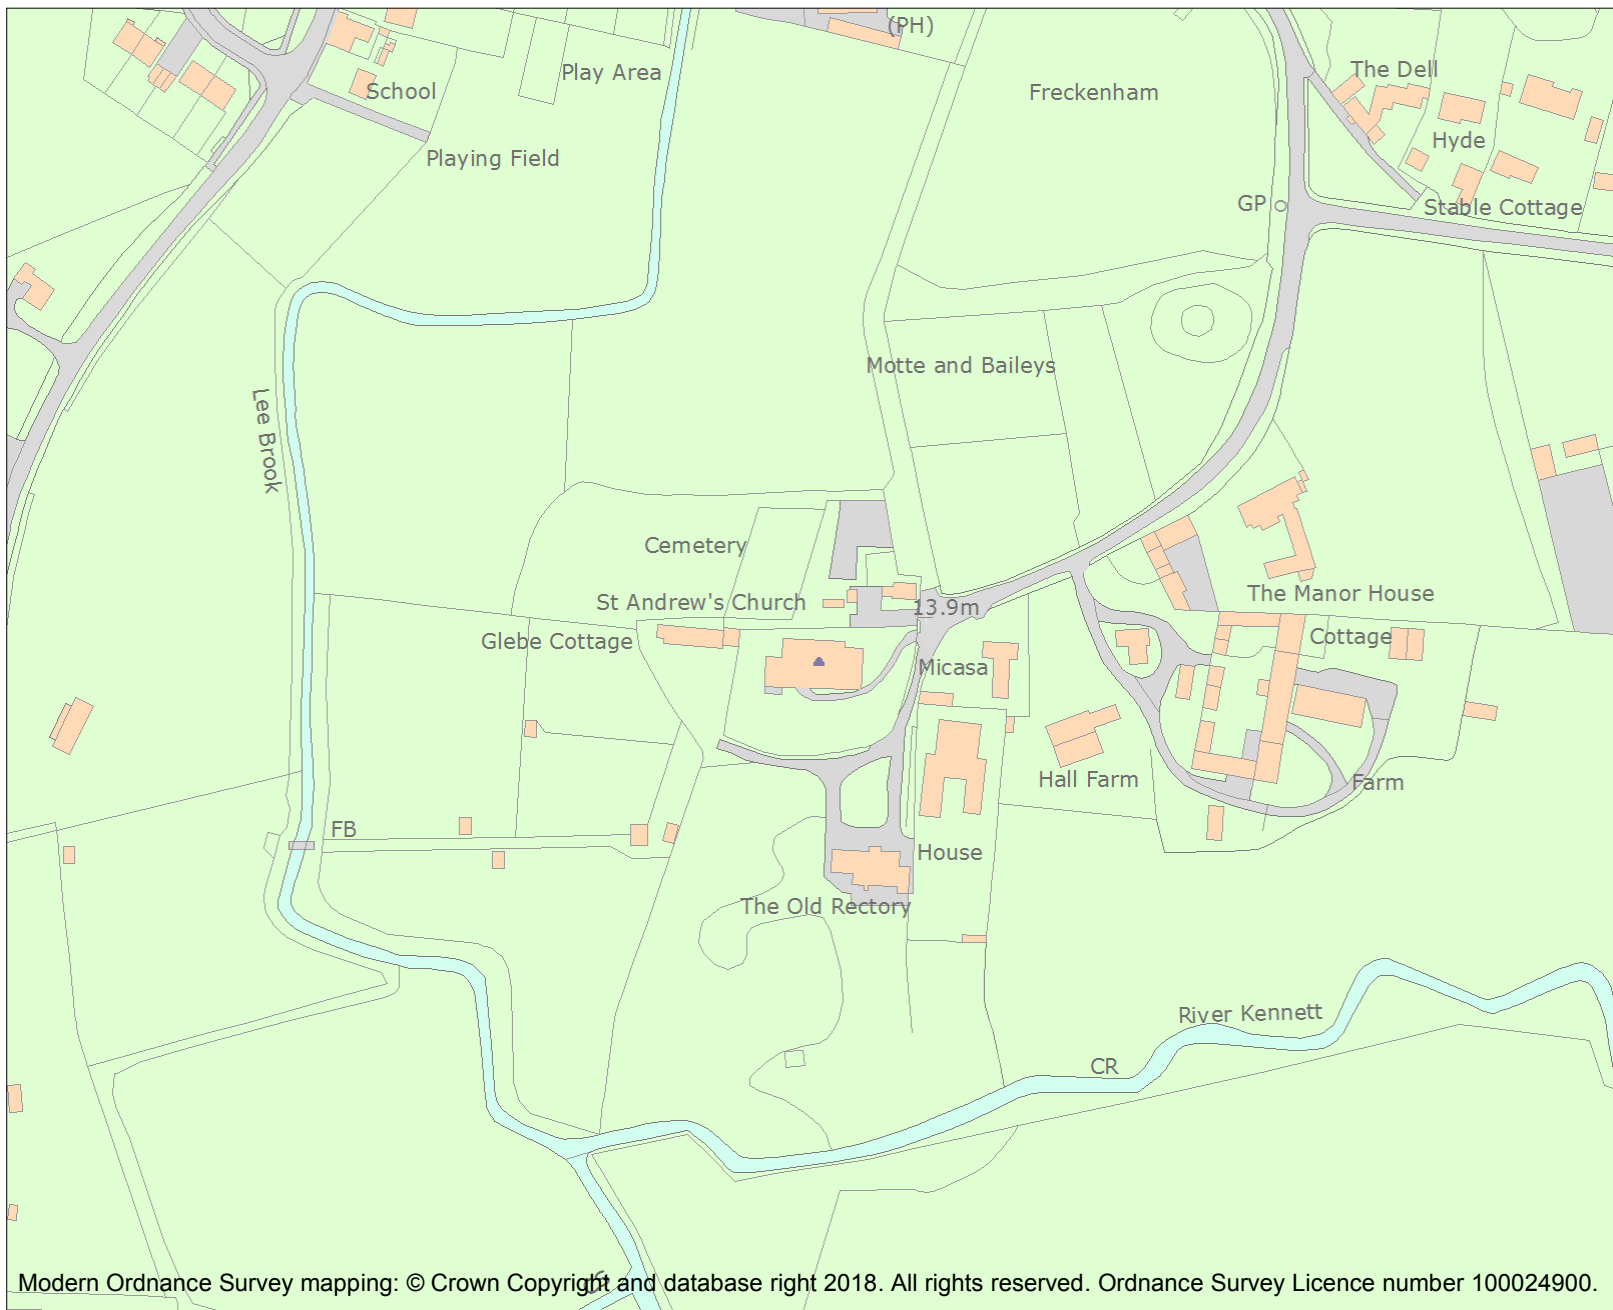 (PH)
The Dell
Play Area
School
Freckenham
Hyde
Playing Field
GP
Stable Cottage
Motte and Baileys
Lee Brook
Cemetery
The Manor House
St Andrew's Church
13.9m
Glebe Cottage
Cottage
Micasa
Hall Farm
Farm
FB
House
The Old Rectory
River Kennett
CR
Modern Ordnance Survey mapping: © Crown Copyright and database right 2018. All rights reserved. Ordnance Survey Licence number 100024900.